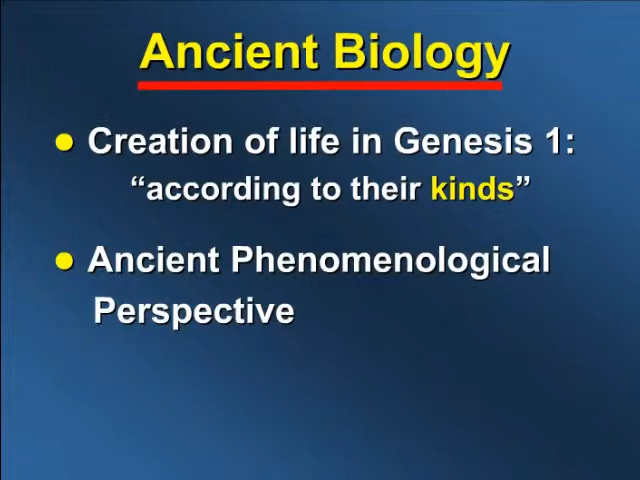 Ancient Biology
• Creation of life in Genesis 1:
“according to their kinds”
• Ancient Phenomenological
Perspective